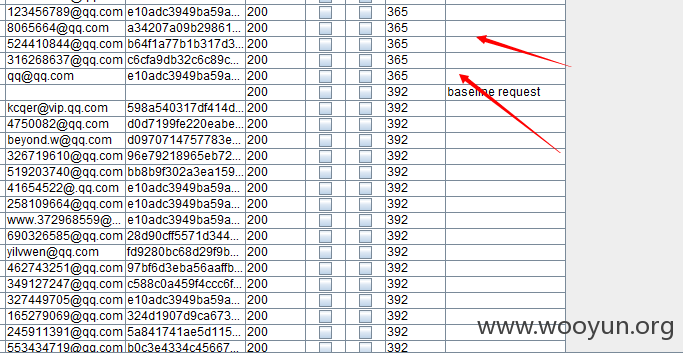 123456789@qq.com e10adc3949ba59a... 200 365
8065664@qq.com a34207a09b29861... 200 365
524410844@qq.com b64f1a77b1b317d3... 200 365
316268637@qq.com c6cfa9db32c6c89c... 200 365
qq@qq.com e10adc3949ba59a... 200 365
200 392 baseline request
kcqer@vip.qq.com 598a540317df414d... 200 392
4750082@qq.com d0d7199fe220eabe... 200 392
beyond.w@qq.com d0970714757783e... 200 392
326719610@qq.com 96e79218965eb72... 200 392
519203740@qq.com bb8b9f302a3ea159... 200 392
41654522@.qq.com e10adc3949ba59a... 200 392
258109664@qq.com e10adc3949ba59a... 200 392
www.372968559@... e10adc3949ba59a... 200 392
690326585@qq.com 28d90cff5571d344... 200 392
yilvwen@qq.com fd9280bc68d29f9b... 200 392
462743251@qq.com 97bf6d3eba56aaffb... 200 392
349127247@qq.com c588c0a459f4ccc6f... 200 392
327449705@qq.com e10adc3949ba59a... 200 392
165279069@qq.com 324d1907d9ca673... 200 392
245911391@qq.com 5a841741ae5d115... 200 392
553434719@qq.com b0c3e4334c45667... 200 392
www.wooyun.org